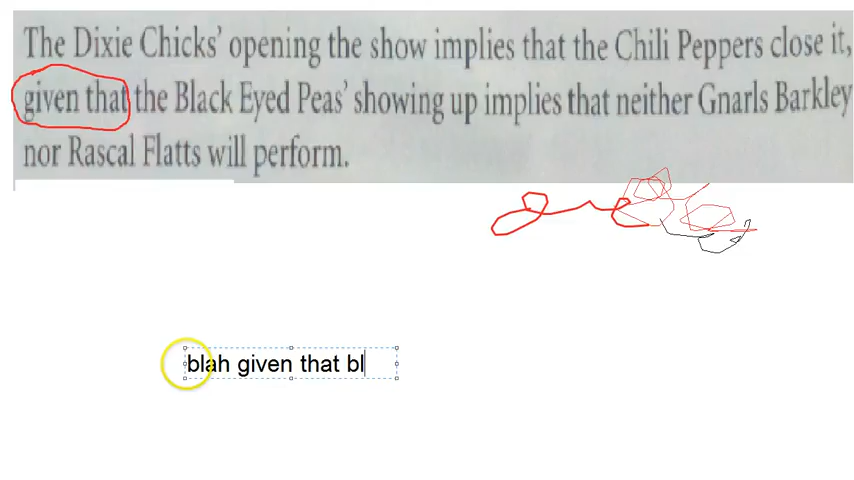 The Dixie Chicks' opening the show implies that the Chili Peppers close it,
given that the Black Eyed Peas' showing up implies that neither Gnarls Barkley
nor Rascal Flatts will perform.
blah given that bl